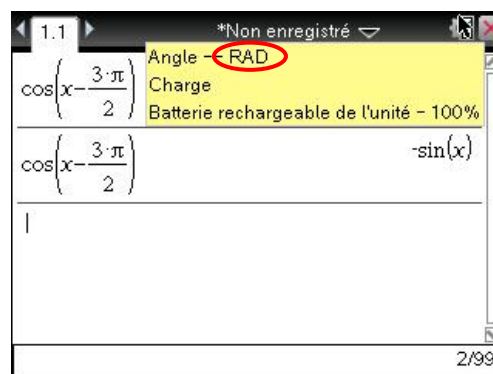 1.1 *Non enregistré
Angle — RAD
Charge
Batterie rechargeable de l'unité – 100%
cos(x-3·π/2)
cos(x-3·π/2) -sin(x)
2/99